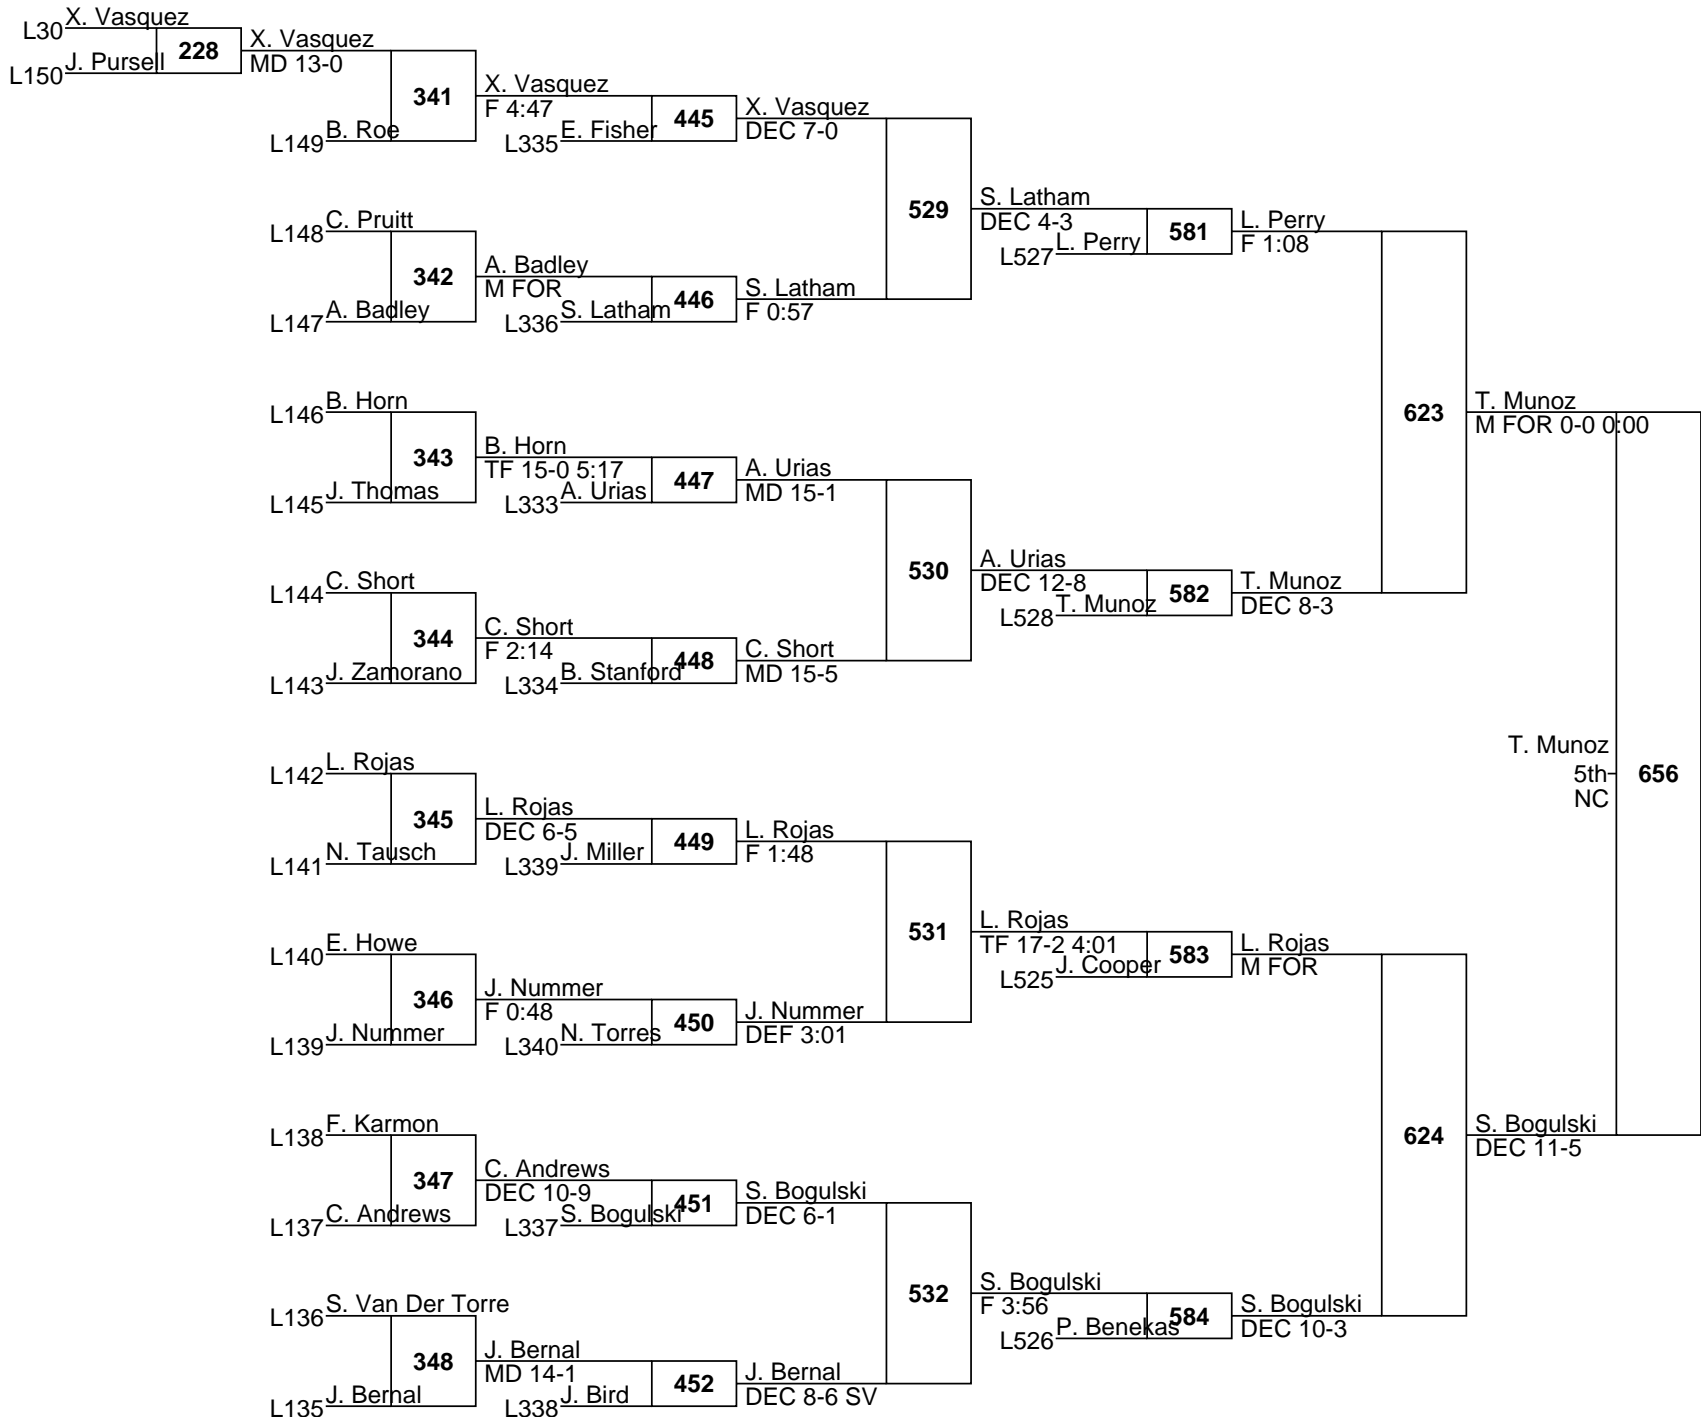 X. Vasquez
L30
228
J. Pursell
L150
X. Vasquez
MD 13-0
341
B. Roe
L149
X. Vasquez
F 4:47
445
E. Fisher
L335
X. Vasquez
DEC 7-0
529
C. Pruitt
L148
342
A. Badley
L147
A. Badley
M FOR
446
S. Latham
L336
S. Latham
F 0:57
S. Latham
DEC 4-3
581
L. Perry
L527
L. Perry
F 1:08
623
B. Horn
L146
343
J. Thomas
L145
B. Horn
TF 15-0 5:17
447
A. Urias
L333
A. Urias
MD 15-1
530
C. Short
L144
344
J. Zamorano
L143
C. Short
F 2:14
448
B. Stanford
L334
C. Short
MD 15-5
A. Urias
DEC 12-8
582
T. Munoz
L528
T. Munoz
DEC 8-3
T. Munoz
M FOR 0-0 0:00
L. Rojas
L142
345
N. Tausch
L141
L. Rojas
DEC 6-5
449
J. Miller
L339
L. Rojas
F 1:48
531
E. Howe
L140
346
J. Nummer
L139
J. Nummer
F 0:48
450
N. Torres
L340
J. Nummer
DEF 3:01
L. Rojas
TF 17-2 4:01
583
J. Cooper
L525
L. Rojas
M FOR
624
F. Karmon
L138
347
C. Andrews
L137
C. Andrews
DEC 10-9
451
S. Bogulski
L337
S. Bogulski
DEC 6-1
532
S. Van Der Torre
L136
348
J. Bernal
L135
J. Bernal
MD 14-1
452
J. Bird
L338
J. Bernal
DEC 8-6 SV
S. Bogulski
F 3:56
584
P. Benekas
L526
S. Bogulski
DEC 10-3
S. Bogulski
DEC 11-5
T. Munoz
5th
NC
656